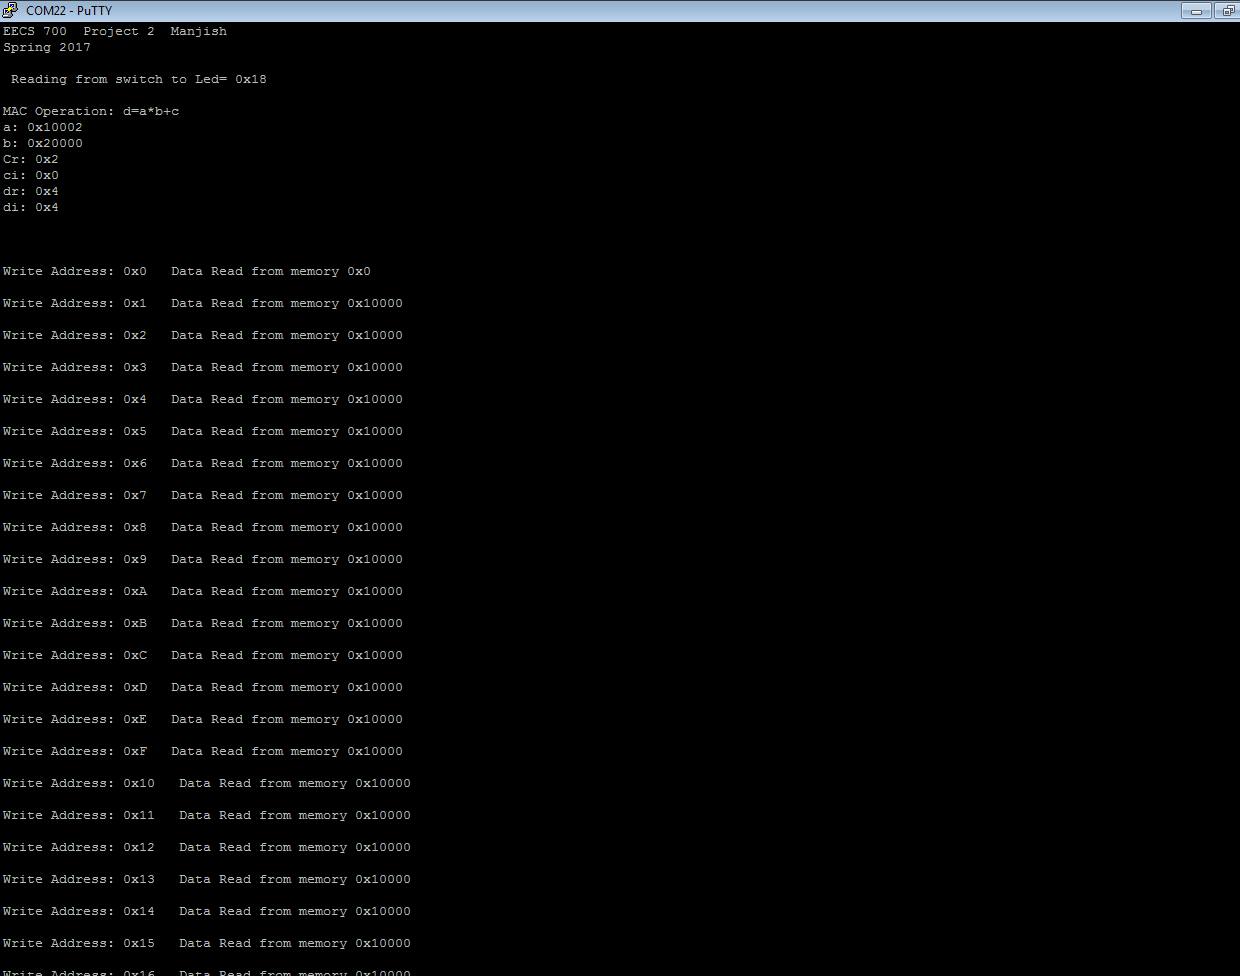 COM22 - PuTTY
EECS 700  Project 2  Manjish
Spring 2017
Reading from switch to Led= 0x18
MAC Operation: d=a*b+c
a: 0x10002
b: 0x20000
Cr: 0x2
ci: 0x0
dr: 0x4
di: 0x4
Write Address: 0x0   Data Read from memory 0x0
Write Address: 0x1   Data Read from memory 0x10000
Write Address: 0x2   Data Read from memory 0x10000
Write Address: 0x3   Data Read from memory 0x10000
Write Address: 0x4   Data Read from memory 0x10000
Write Address: 0x5   Data Read from memory 0x10000
Write Address: 0x6   Data Read from memory 0x10000
Write Address: 0x7   Data Read from memory 0x10000
Write Address: 0x8   Data Read from memory 0x10000
Write Address: 0x9   Data Read from memory 0x10000
Write Address: 0xA   Data Read from memory 0x10000
Write Address: 0xB   Data Read from memory 0x10000
Write Address: 0xC   Data Read from memory 0x10000
Write Address: 0xD   Data Read from memory 0x10000
Write Address: 0xE   Data Read from memory 0x10000
Write Address: 0xF   Data Read from memory 0x10000
Write Address: 0x10   Data Read from memory 0x10000
Write Address: 0x11   Data Read from memory 0x10000
Write Address: 0x12   Data Read from memory 0x10000
Write Address: 0x13   Data Read from memory 0x10000
Write Address: 0x14   Data Read from memory 0x10000
Write Address: 0x15   Data Read from memory 0x10000
Write Address: 0x16   Data Read from memory 0x10000